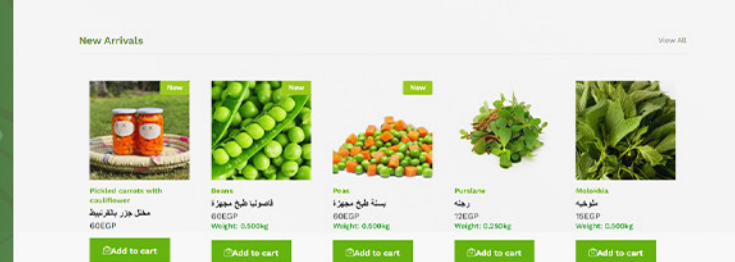 New Arrivals
View All
New
New
New
Pickled carrots with
cauliflower
مخلل جزر بالقرنبيط
60EGP
Add to cart
Beans
فاصوليا طبخ مجهزة
60EGP
Weight: 0.500kg
Add to cart
Peas
بسلة طبخ مجهزة
60EGP
Weight: 0.500kg
Add to cart
Purslane
رجله
12EGP
Weight: 0.250kg
Add to cart
Molokhia
ملوخيه
15EGP
Weight: 0.500kg
Add to cart